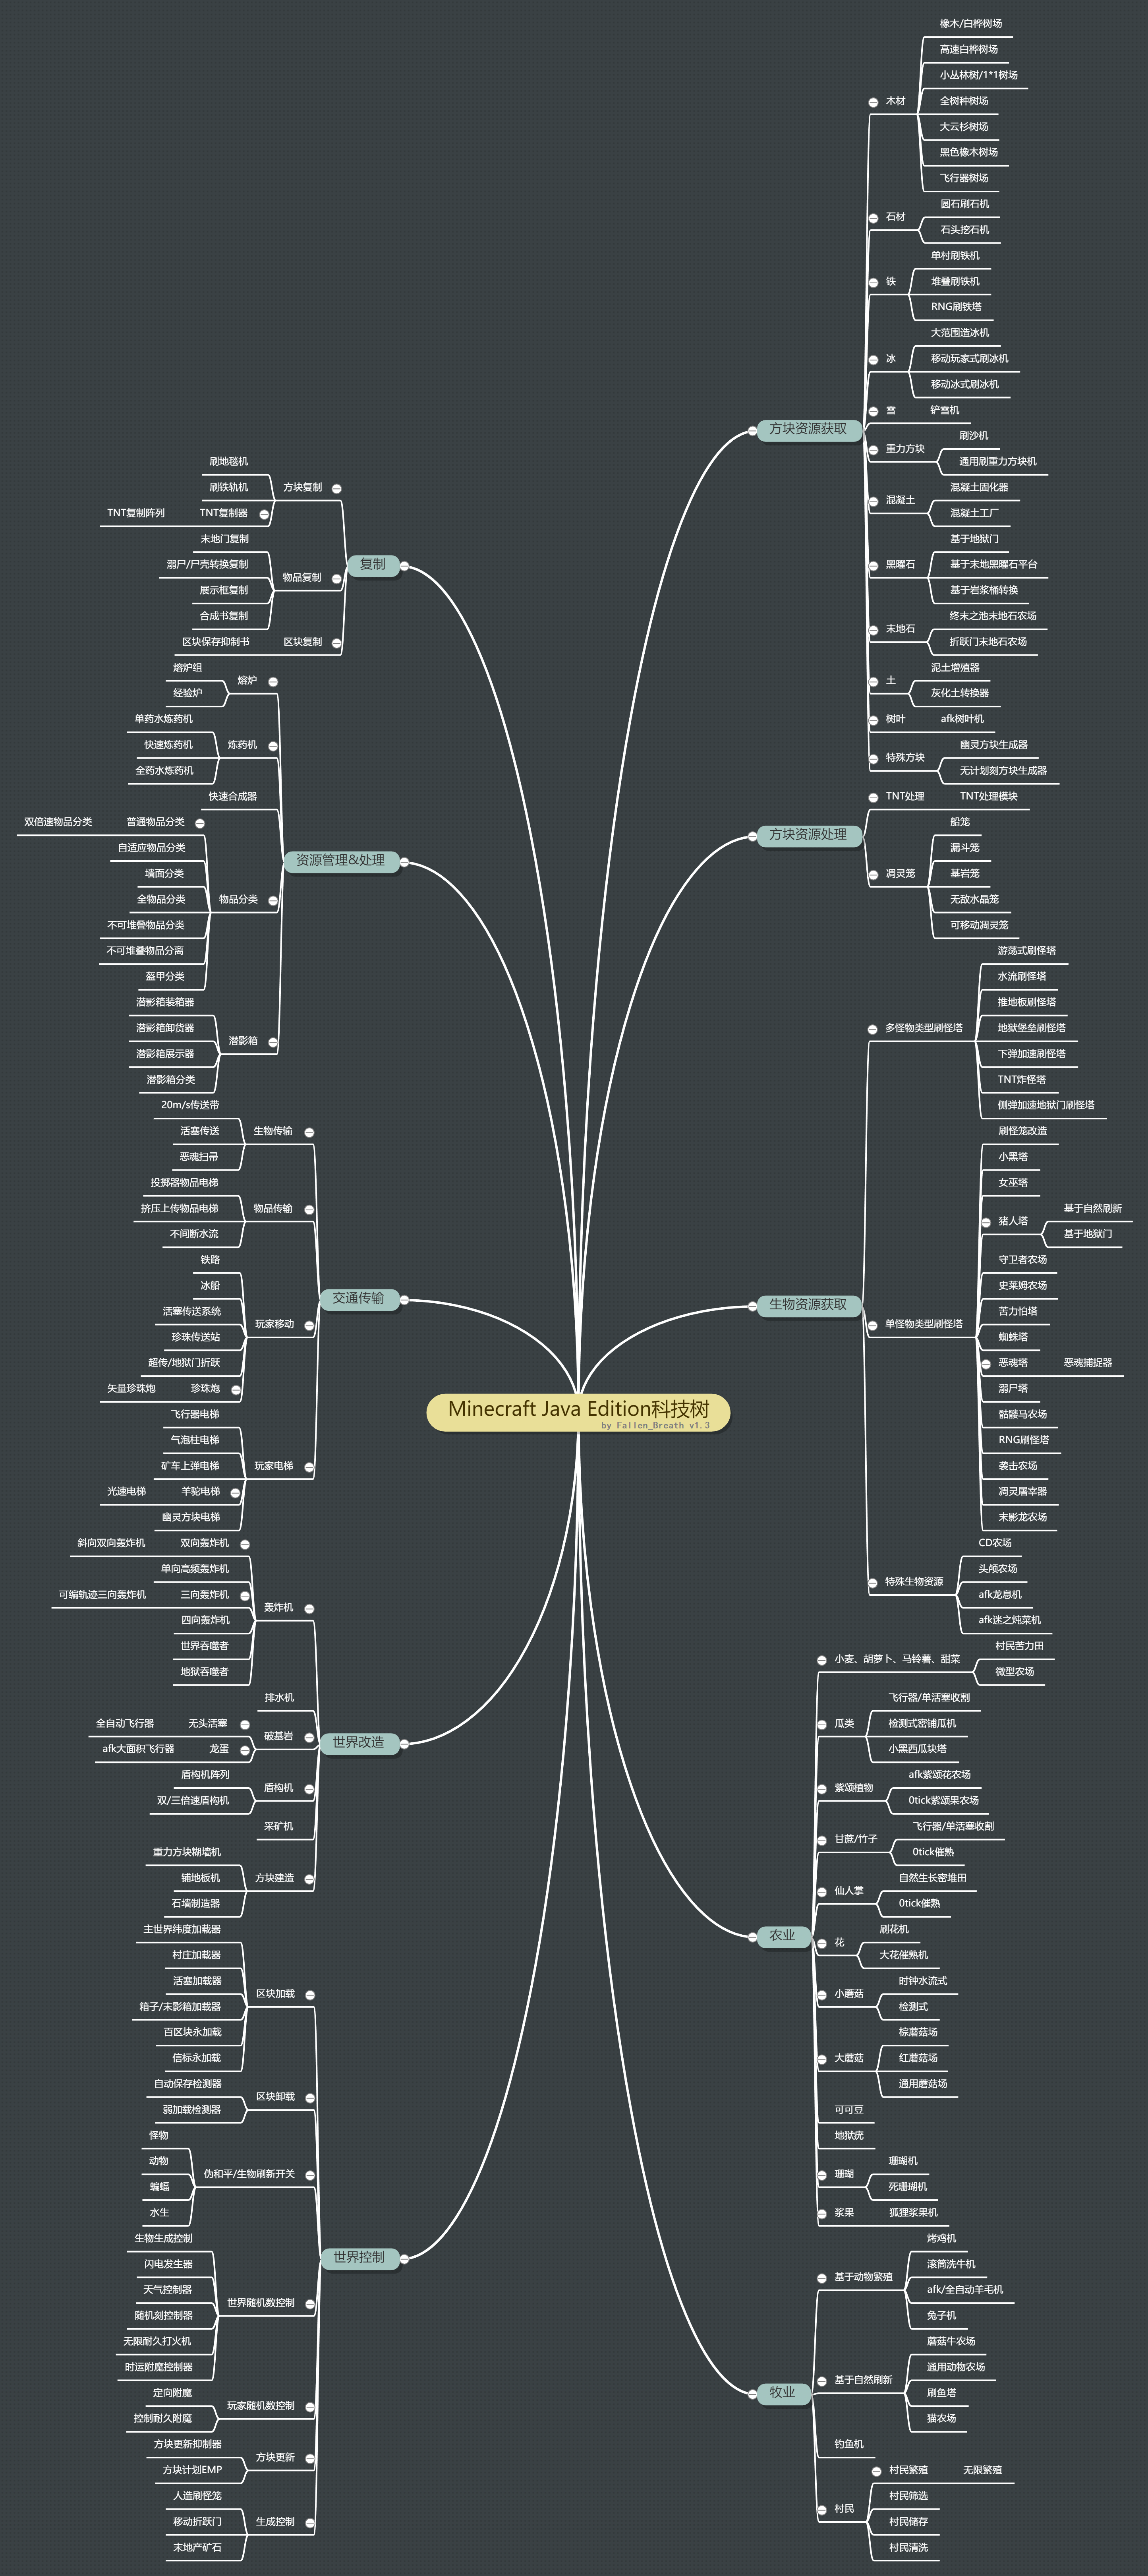 Minecraft Java Edition科技树
by Fallen_Breath v1.3
方块资源获取
木材
橡木/白桦树场
高速白桦树场
小丛林树/1*1树场
全树种树场
大云杉树场
黑色橡木树场
飞行器树场
石材
圆石刷石机
石头挖石机
铁
单村刷铁机
堆叠刷铁机
RNG刷铁塔
冰
大范围造冰机
移动玩家式刷冰机
移动冰式刷冰机
雪
铲雪机
重力方块
刷沙机
通用刷重力方块机
混凝土
混凝土固化器
混凝土工厂
黑曜石
基于地狱门
基于末地黑曜石平台
基于岩浆桶转换
末地石
终末之池末地石农场
折跃门末地石农场
土
泥土增殖器
灰化土转换器
树叶
afk树叶机
特殊方块
幽灵方块生成器
无计划刻方块生成器
方块资源处理
TNT处理
TNT处理模块
凋灵笼
船笼
漏斗笼
基岩笼
无敌水晶笼
可移动凋灵笼
生物资源获取
多怪物类型刷怪塔
游荡式刷怪塔
水流刷怪塔
推地板刷怪塔
地狱堡垒刷怪塔
下弹加速刷怪塔
TNT炸怪塔
侧弹加速地狱门刷怪塔
单怪物类型刷怪塔
刷怪笼改造
小黑塔
女巫塔
猪人塔
基于自然刷新
基于地狱门
守卫者农场
史莱姆农场
苦力怕塔
蜘蛛塔
恶魂塔
恶魂捕捉器
溺尸塔
骷髅马农场
RNG刷怪塔
袭击农场
凋灵屠宰器
末影龙农场
特殊生物资源
CD农场
头颅农场
afk龙息机
afk迷之炖菜机
农业
小麦、胡萝卜、马铃薯、甜菜
村民苦力田
微型农场
瓜类
飞行器/单活塞收割
检测式密铺瓜机
小黑西瓜块塔
紫颂植物
afk紫颂花农场
0tick紫颂果农场
甘蔗/竹子
飞行器/单活塞收割
0tick催熟
仙人掌
自然生长密堆田
0tick催熟
花
刷花机
大花催熟机
小蘑菇
时钟水流式
检测式
大蘑菇
棕蘑菇场
红蘑菇场
通用蘑菇场
可可豆
地狱疣
珊瑚
珊瑚机
死珊瑚机
浆果
狐狸浆果机
牧业
基于动物繁殖
烤鸡机
滚筒洗牛机
afk/全自动羊毛机
兔子机
基于自然刷新
蘑菇牛农场
通用动物农场
刷鱼塔
猫农场
钓鱼机
村民
村民繁殖
无限繁殖
村民筛选
村民储存
村民清洗
复制
方块复制
刷地毯机
刷铁轨机
TNT复制器
TNT复制阵列
物品复制
末地门复制
溺尸/尸壳转换复制
展示框复制
合成书复制
区块复制
区块保存抑制书
资源管理&处理
熔炉
熔炉组
经验炉
炼药机
单药水炼药机
快速炼药机
全药水炼药机
快速合成器
物品分类
普通物品分类
双倍速物品分类
自适应物品分类
墙面分类
全物品分类
不可堆叠物品分类
不可堆叠物品分离
盔甲分类
潜影箱
潜影箱装箱器
潜影箱卸货器
潜影箱展示器
潜影箱分类
交通传输
生物传输
20m/s传送带
活塞传送
恶魂扫帚
物品传输
投掷器物品电梯
挤压上传物品电梯
不间断水流
玩家移动
铁路
冰船
活塞传送系统
珍珠传送站
超传/地狱门折跃
珍珠炮
矢量珍珠炮
玩家电梯
飞行器电梯
气泡柱电梯
矿车上弹电梯
羊驼电梯
光速电梯
幽灵方块电梯
世界改造
轰炸机
双向轰炸机
斜向双向轰炸机
单向高频轰炸机
三向轰炸机
可编轨迹三向轰炸机
四向轰炸机
世界吞噬者
地狱吞噬者
排水机
破基岩
无头活塞
全自动飞行器
龙蛋
afk大面积飞行器
盾构机
盾构机阵列
双/三倍速盾构机
采矿机
方块建造
重力方块糊墙机
铺地板机
石墙制造器
世界控制
区块加载
主世界纬度加载器
村庄加载器
活塞加载器
箱子/末影箱加载器
百区块永加载
信标永加载
区块卸载
自动保存检测器
弱加载检测器
伪和平/生物刷新开关
怪物
动物
蝙蝠
水生
世界随机数控制
生物生成控制
闪电发生器
天气控制器
随机刻控制器
无限耐久打火机
时运附魔控制器
玩家随机数控制
定向附魔
控制耐久附魔
方块更新
方块更新抑制器
方块计划EMP
生成控制
人造刷怪笼
移动折跃门
末地产矿石